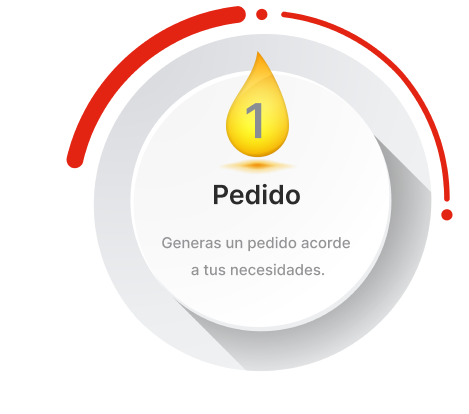 1
Pedido
Generas un pedido acorde
a tus necesidades.